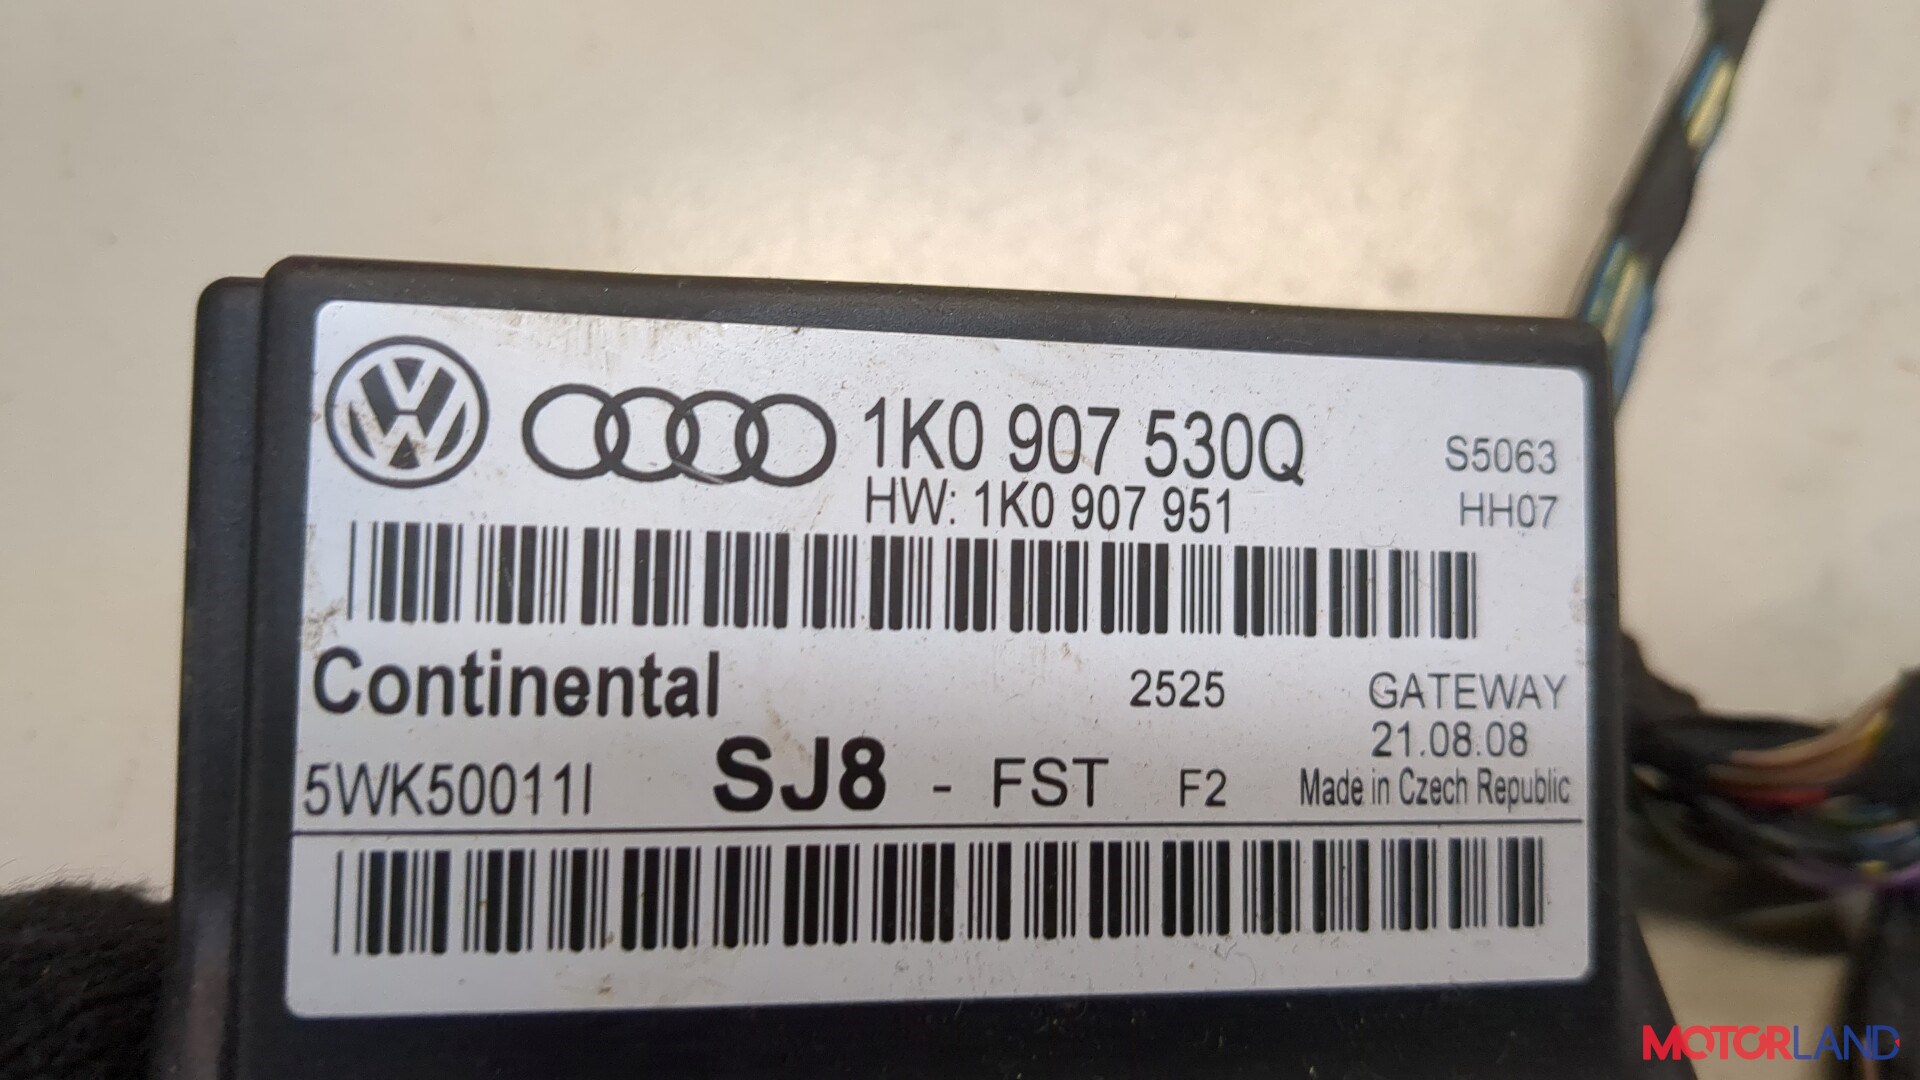 1K0 907 530Q
S5063
HW: 1K0 907 951
HH07
Continental
2525
GATEWAY
21.08.08
5WK50011I
SJ8 - FST F2
Made in Czech Republic
MOTORLAND